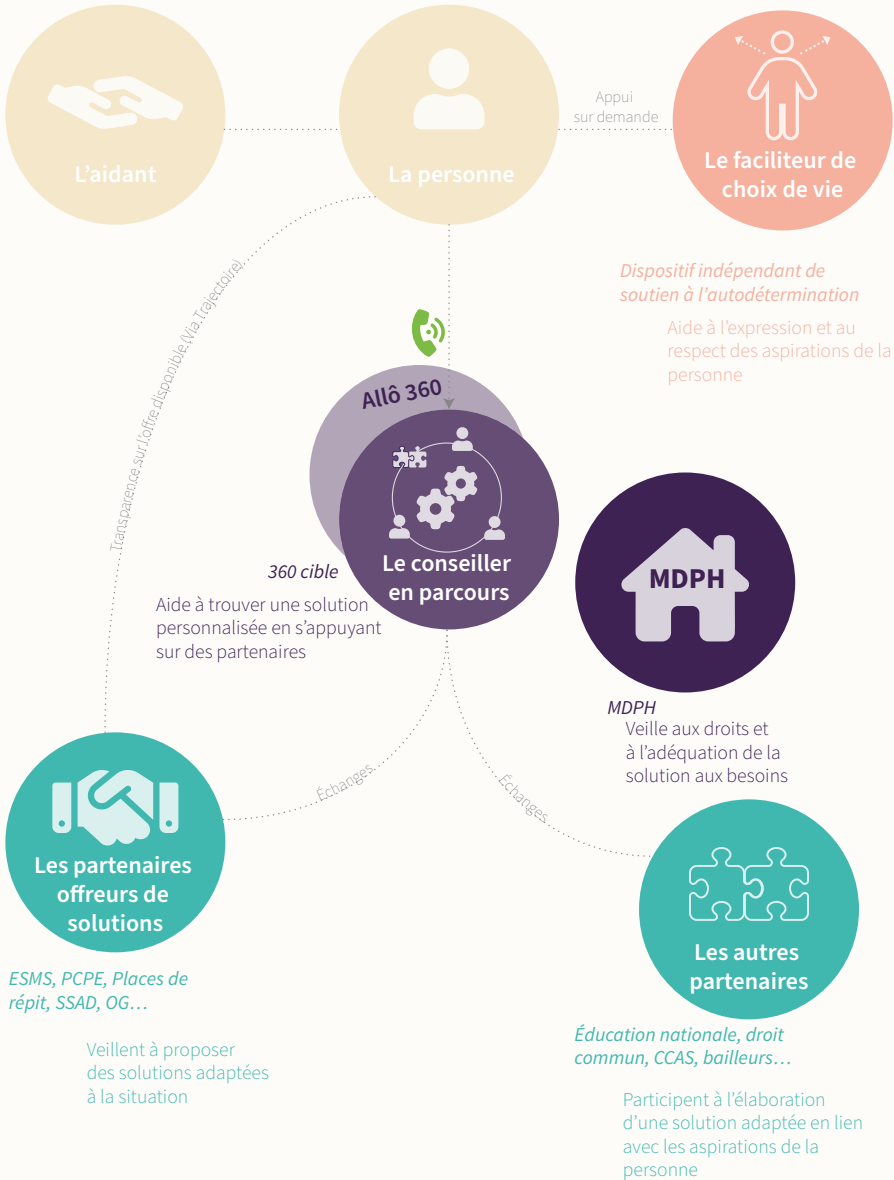 L’aidant
La personne
Appui
sur demande
Le faciliteur de
choix de vie
Dispositif indépendant de
soutien à l’autodétermination
Aide à l’expression et au
respect des aspirations de la
personne
Transparence sur l’offre disponible (Via Trajectoire)
Allô 360
Le conseiller
en parcours
360 cible
Aide à trouver une solution
personnalisée en s’appuyant
sur des partenaires
MDPH
MDPH
Veille aux droits et
à l’adéquation de la
solution aux besoins
Échanges
Échanges
Les partenaires
offreurs de
solutions
ESMS, PCPE, Places de
répit, SSAD, OG…
Veillent à proposer
des solutions adaptées
à la situation
Les autres
partenaires
Éducation nationale, droit
commun, CCAS, bailleurs…
Participent à l’élaboration
d’une solution adaptée en lien
avec les aspirations de la
personne